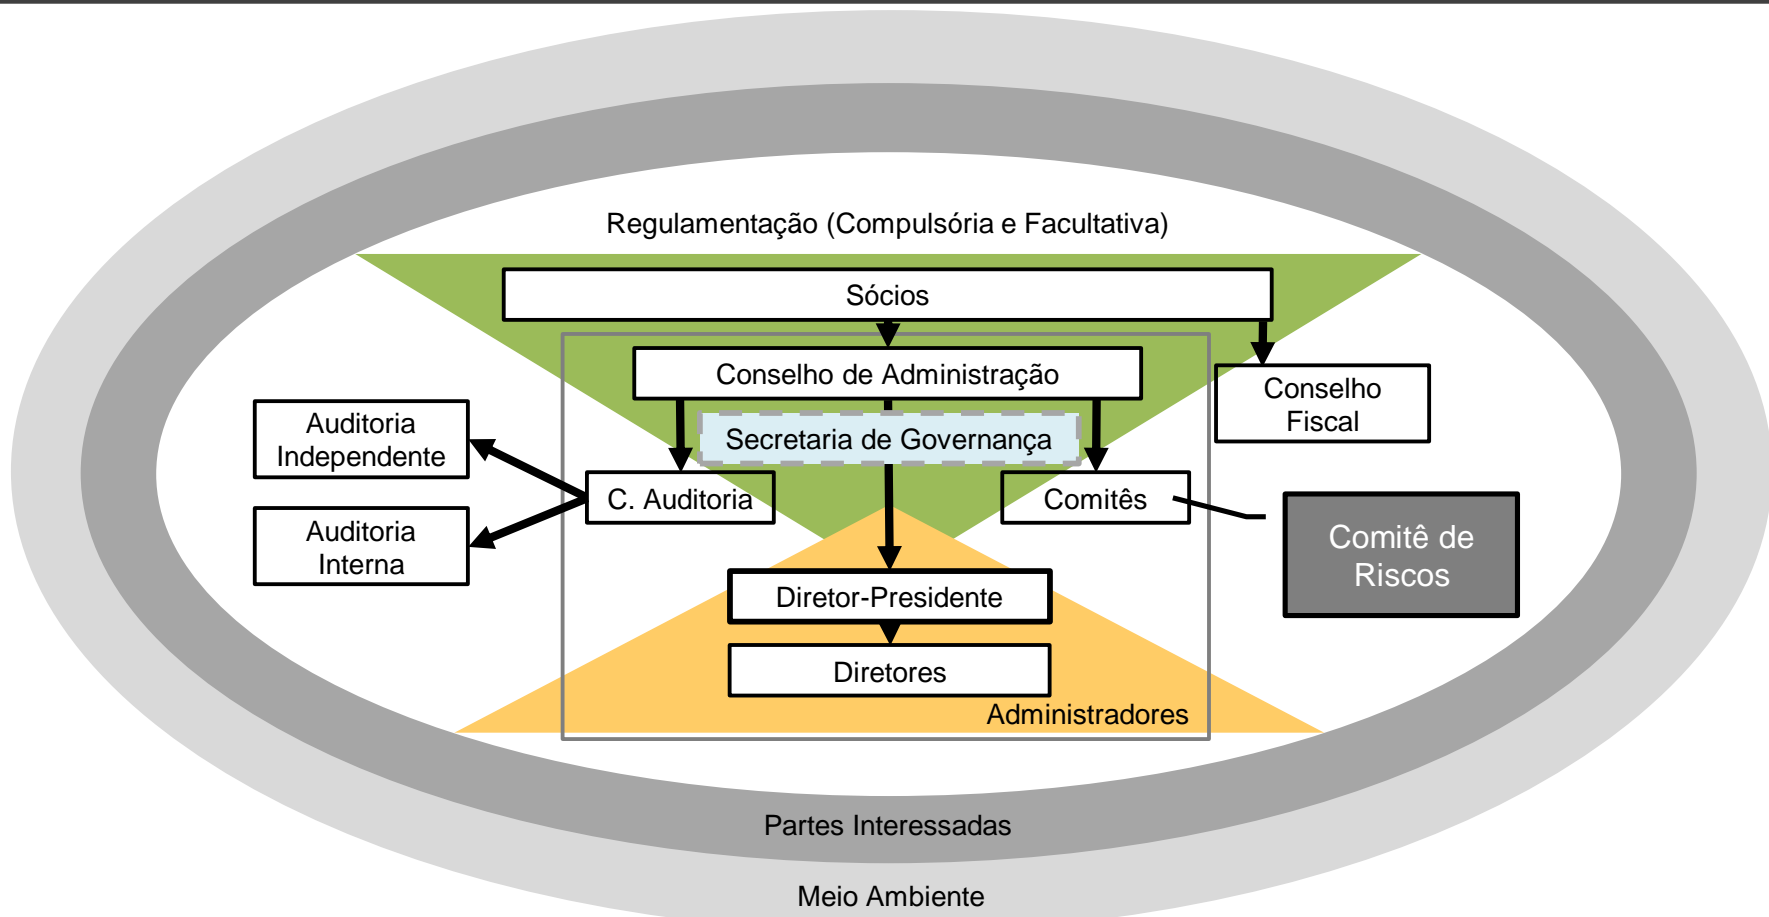 Regulamentação (Compulsória e Facultativa)
Sócios
Conselho de Administração
Conselho
Fiscal
Secretaria de Governança
Auditoria
Independente
C. Auditoria
Comitês
Auditoria
Interna
Comitê de
Riscos
Diretor-Presidente
Diretores
Administradores
Partes Interessadas
Meio Ambiente